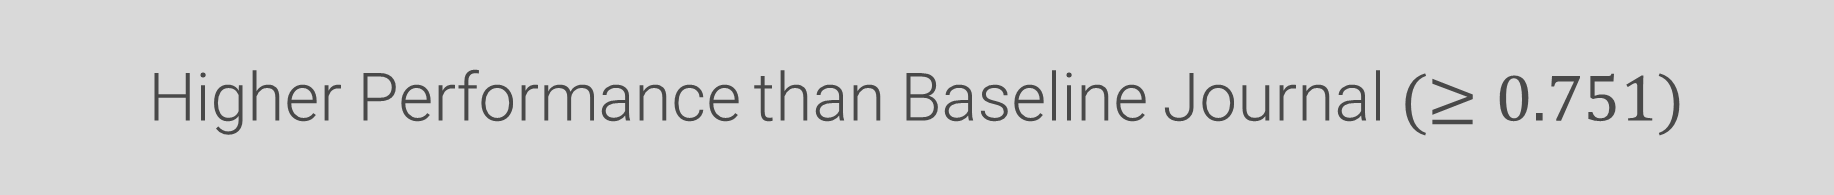 Higher Performance than Baseline Journal (≥ 0.751)